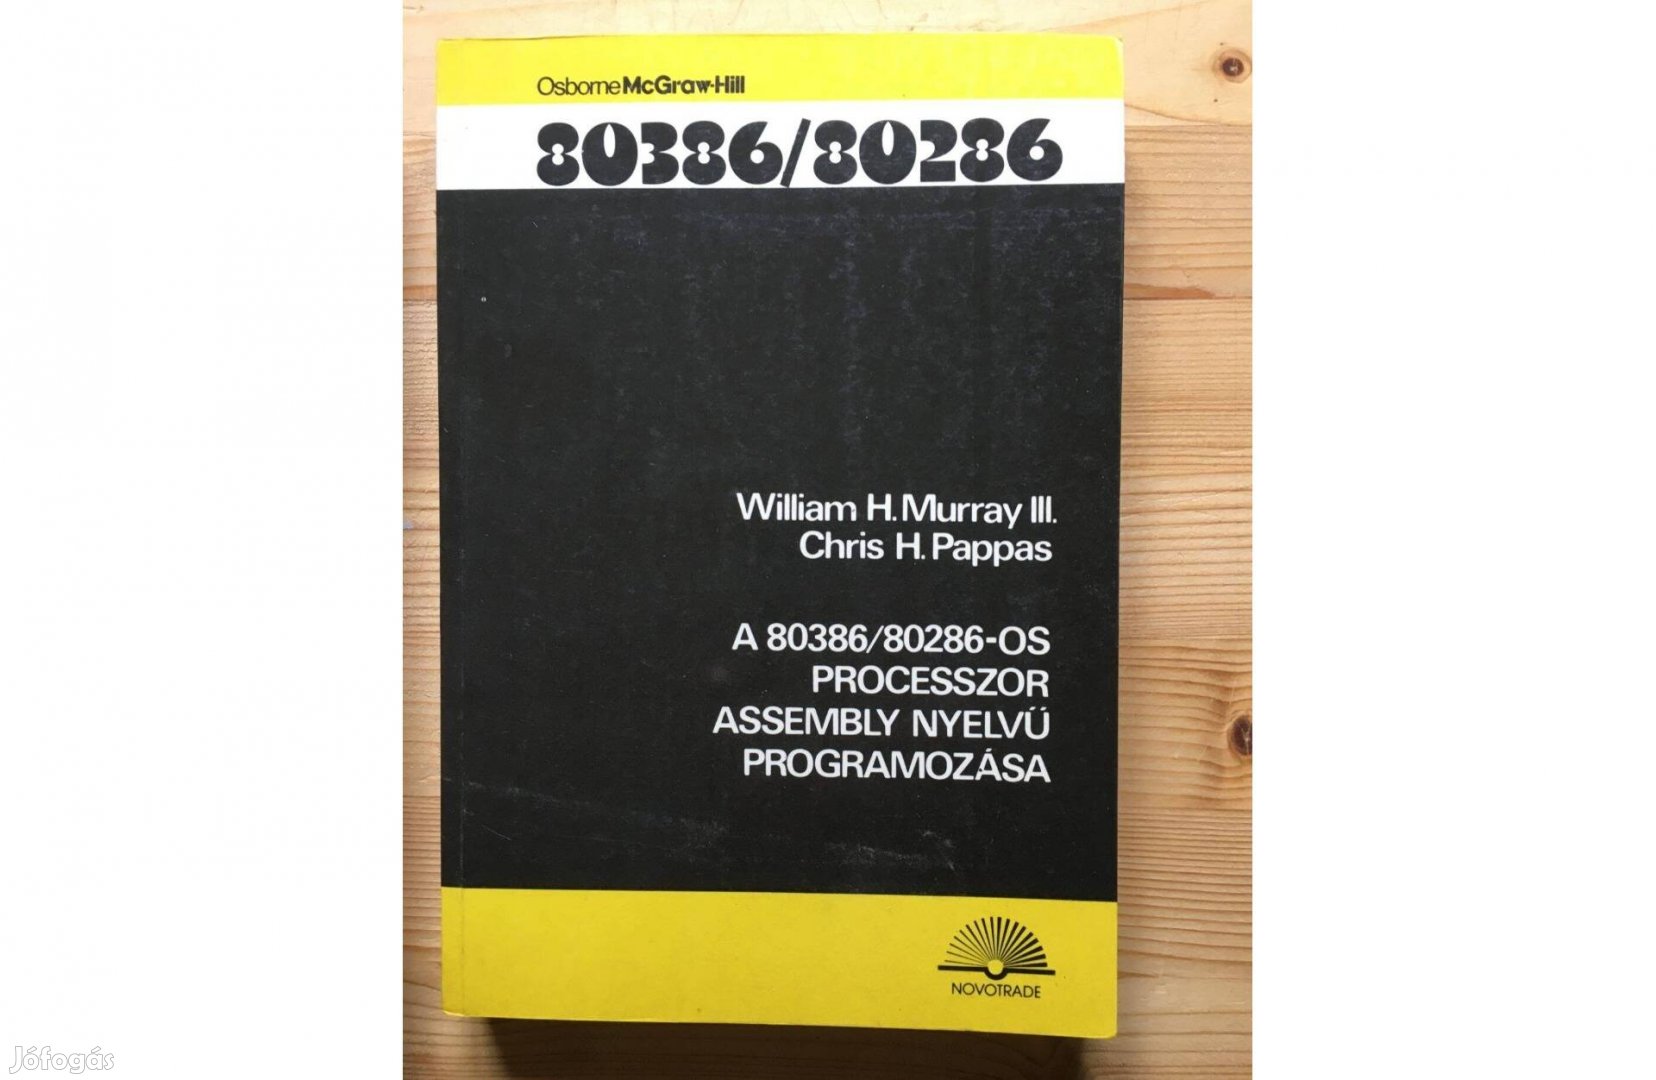 Osborne McGraw-Hill
80386/80286
William H. Murray III.
Chris H. Pappas
A 80386/80286-OS
PROCESSZOR
ASSEMBLY NYELVŰ
PROGRAMOZÁSA
NOVOTRADE
Jófogás